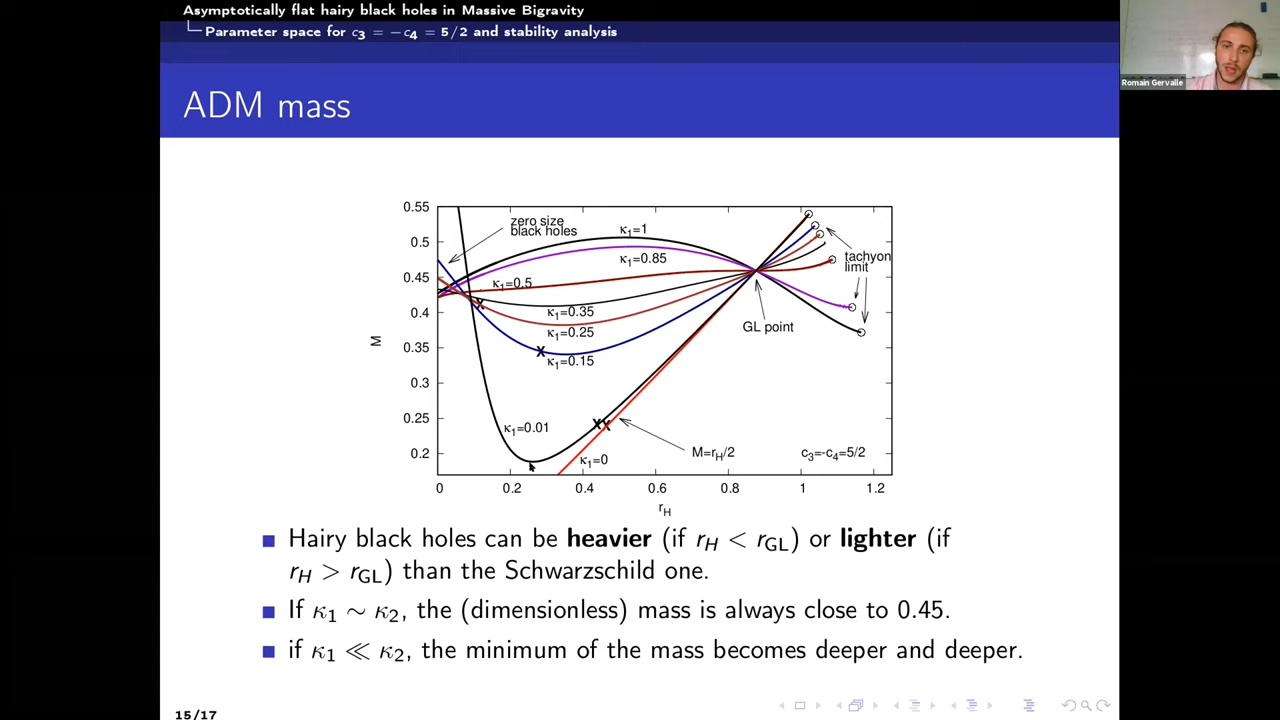 Asymptotically flat hairy black holes in Massive Bigravity
Parameter space for c₃ = −c₄ = 5/2 and stability analysis
Romain Gervalle
ADM mass
0.55
0.5
0.45
0.4
0.35
0.3
0.25
0.2
M
zero size
black holes
κ₁=1
κ₁=0.85
κ₁=0.5
κ₁=0.35
κ₁=0.25
κ₁=0.15
κ₁=0.01
κ₁=0
tachyon
limit
GL point
M=r_H/2
c₃=-c₄=5/2
0 0.2 0.4 0.6 0.8 1 1.2
r_H
Hairy black holes can be heavier (if r_H < r_GL) or lighter (if
r_H > r_GL) than the Schwarzschild one.
If κ₁ ∼ κ₂, the (dimensionless) mass is always close to 0.45.
if κ₁ ≪ κ₂, the minimum of the mass becomes deeper and deeper.
15/17